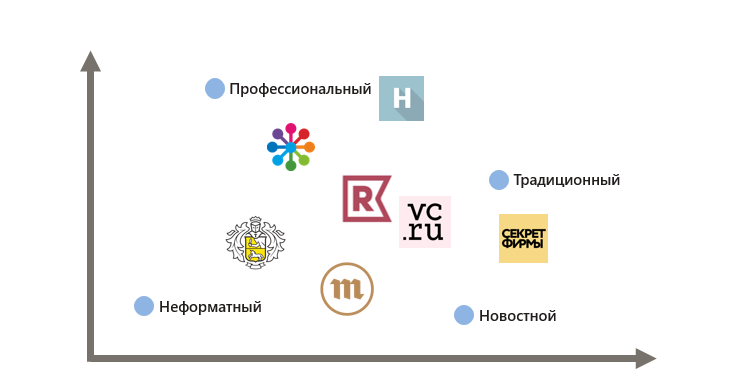 Профессиональный
H
Традиционный
R
vc
.ru
СЕКРЕТ
ФИРМЫ
m
Неформатный
Новостной